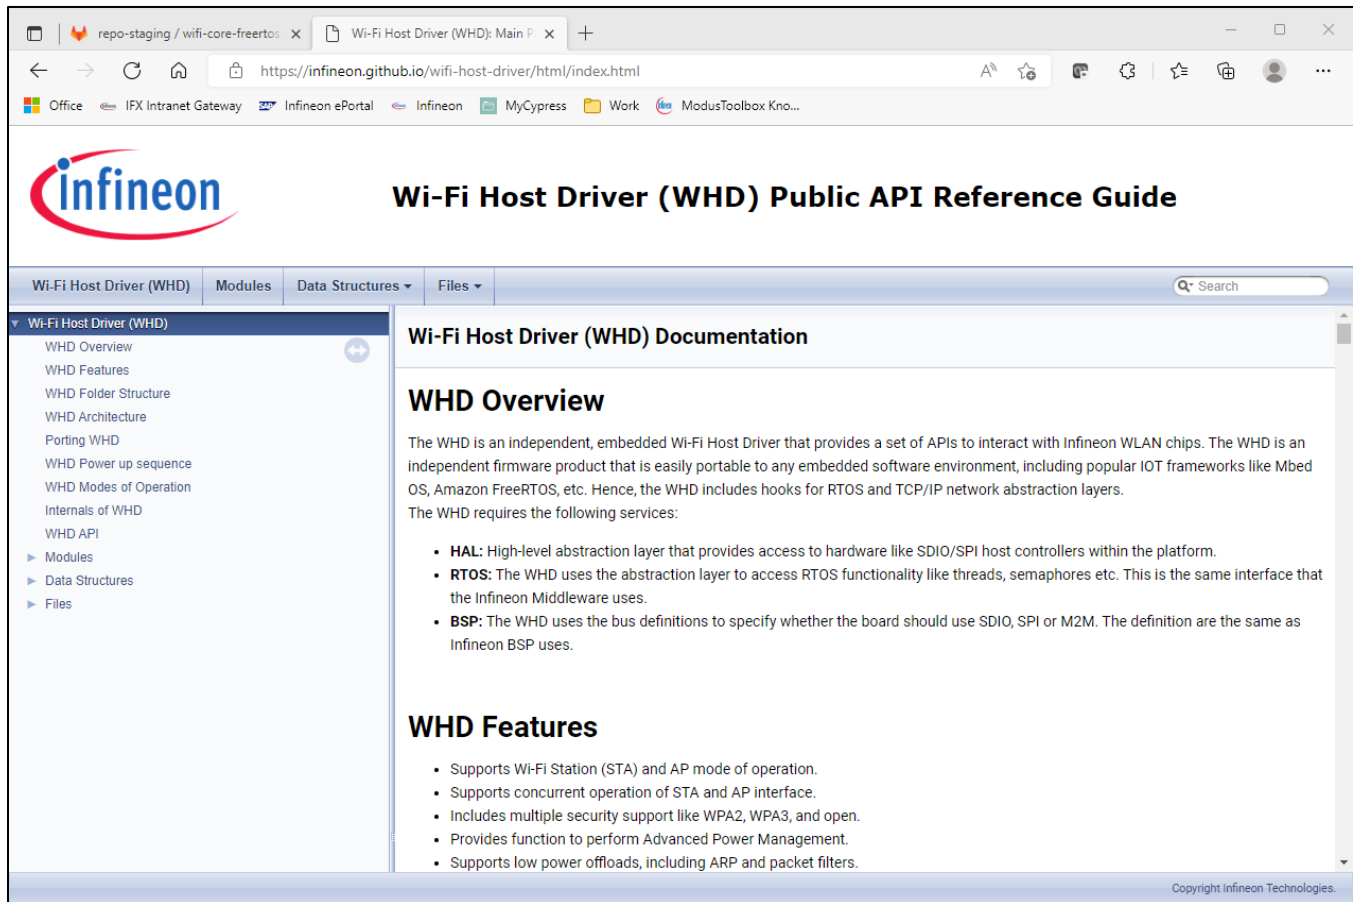 repo-staging / wifi-core-freertos
Wi-Fi Host Driver (WHD): Main P
https://infineon.github.io/wifi-host-driver/html/index.html
Office IFX Intranet Gateway Infineon ePortal Infineon MyCypress Work ModusToolbox Kno...
infineon
Wi-Fi Host Driver (WHD) Public API Reference Guide
Wi-Fi Host Driver (WHD) Modules Data Structures Files Search
Wi-Fi Host Driver (WHD)
WHD Overview
WHD Features
WHD Folder Structure
WHD Architecture
Porting WHD
WHD Power up sequence
WHD Modes of Operation
Internals of WHD
WHD API
Modules
Data Structures
Files
Wi-Fi Host Driver (WHD) Documentation
WHD Overview
The WHD is an independent, embedded Wi-Fi Host Driver that provides a set of APIs to interact with Infineon WLAN chips. The WHD is an
independent firmware product that is easily portable to any embedded software environment, including popular IOT frameworks like Mbed
OS, Amazon FreeRTOS, etc. Hence, the WHD includes hooks for RTOS and TCP/IP network abstraction layers.
The WHD requires the following services:
• HAL: High-level abstraction layer that provides access to hardware like SDIO/SPI host controllers within the platform.
• RTOS: The WHD uses the abstraction layer to access RTOS functionality like threads, semaphores etc. This is the same interface that
the Infineon Middleware uses.
• BSP: The WHD uses the bus definitions to specify whether the board should use SDIO, SPI or M2M. The definition are the same as
Infineon BSP uses.
WHD Features
• Supports Wi-Fi Station (STA) and AP mode of operation.
• Supports concurrent operation of STA and AP interface.
• Includes multiple security support like WPA2, WPA3, and open.
• Provides function to perform Advanced Power Management.
• Supports low power offloads, including ARP and packet filters.
Copyright Infineon Technologies.